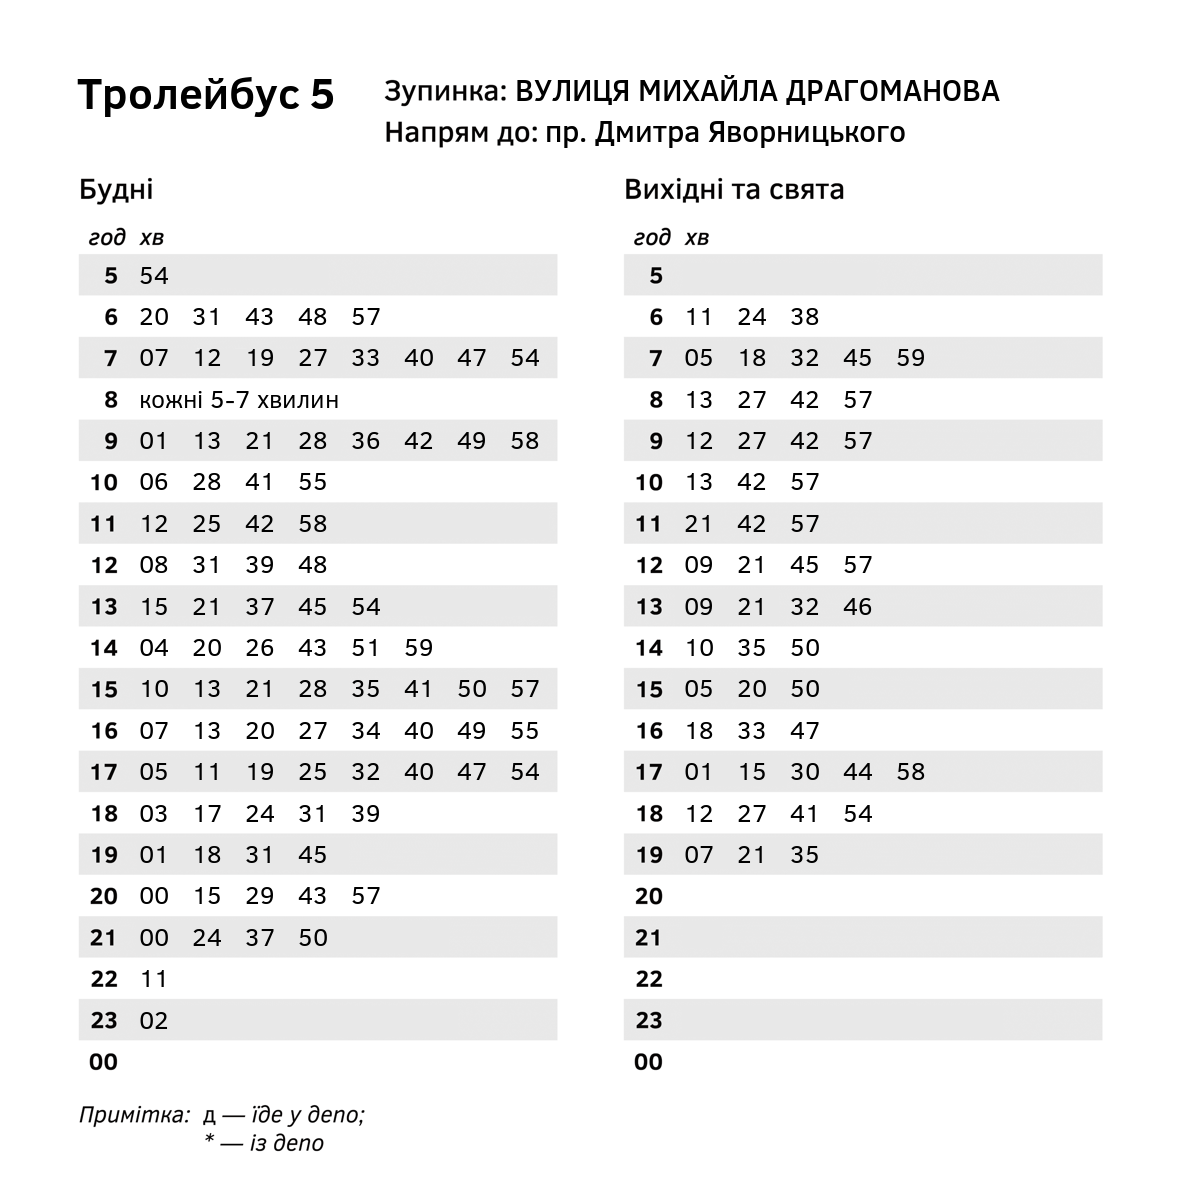 Тролейбус 5
Зупинка: ВУЛИЦЯ МИХАЙЛА ДРАГОМАНОВА
Напрям до: пр. Дмитра Яворницького
Будні
год хв
5 54
6 20 31 43 48 57
7 07 12 19 27 33 40 47 54
8 кожні 5-7 хвилин
9 01 13 21 28 36 42 49 58
10 06 28 41 55
11 12 25 42 58
12 08 31 39 48
13 15 21 37 45 54
14 04 20 26 43 51 59
15 10 13 21 28 35 41 50 57
16 07 13 20 27 34 40 49 55
17 05 11 19 25 32 40 47 54
18 03 17 24 31 39
19 01 18 31 45
20 00 15 29 43 57
21 00 24 37 50
22 11
23 02
00
Вихідні та свята
год хв
5
6 11 24 38
7 05 18 32 45 59
8 13 27 42 57
9 12 27 42 57
10 13 42 57
11 21 42 57
12 09 21 45 57
13 09 21 32 46
14 10 35 50
15 05 20 50
16 18 33 47
17 01 15 30 44 58
18 12 27 41 54
19 07 21 35
20
21
22
23
00
Примітка: д — їде у депо;
* — із депо